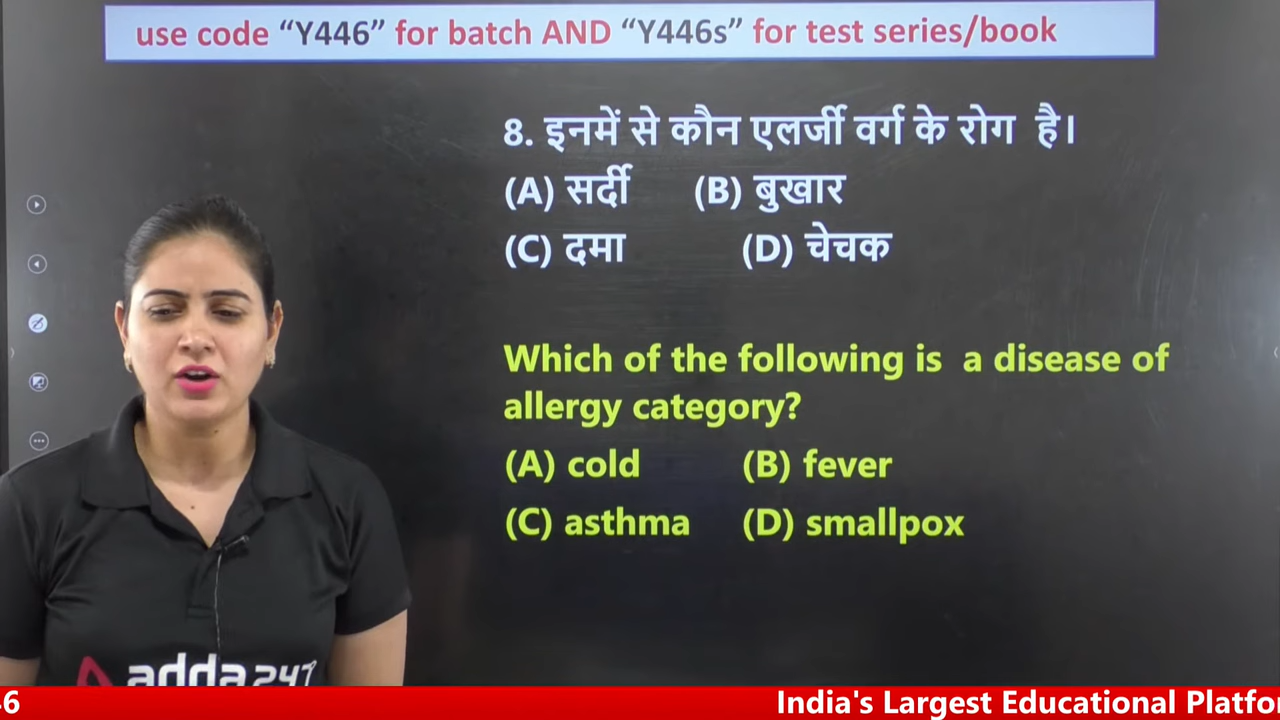 use code “Y446” for batch AND “Y446s” for test series/book
8. इनमें से कौन एलर्जी वर्ग के रोग है।
(A) सर्दी (B) बुखार
(C) दमा (D) चेचक
Which of the following is a disease of
allergy category?
(A) cold (B) fever
(C) asthma (D) smallpox
adda247
India's Largest Educational